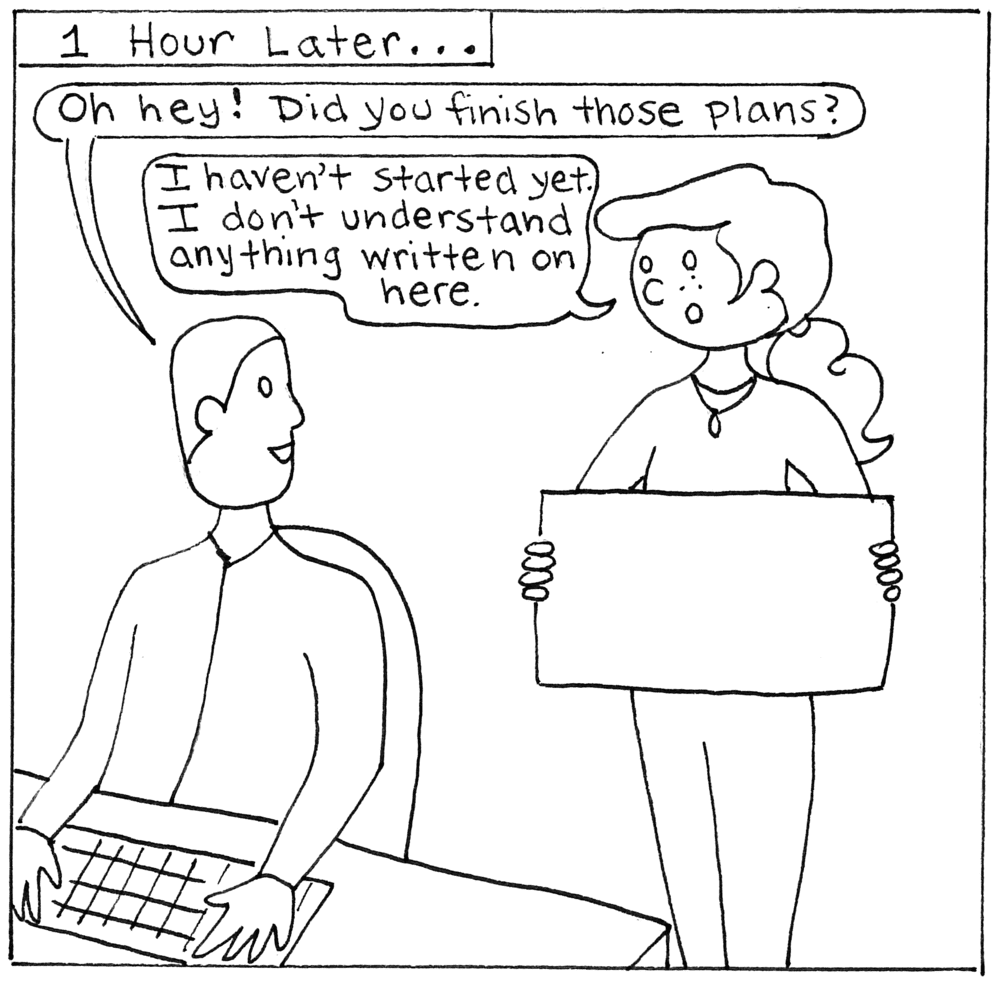 1 Hour Later...
Oh hey! Did you finish those plans?
I haven't started yet.
I don't understand
anything written on
here.